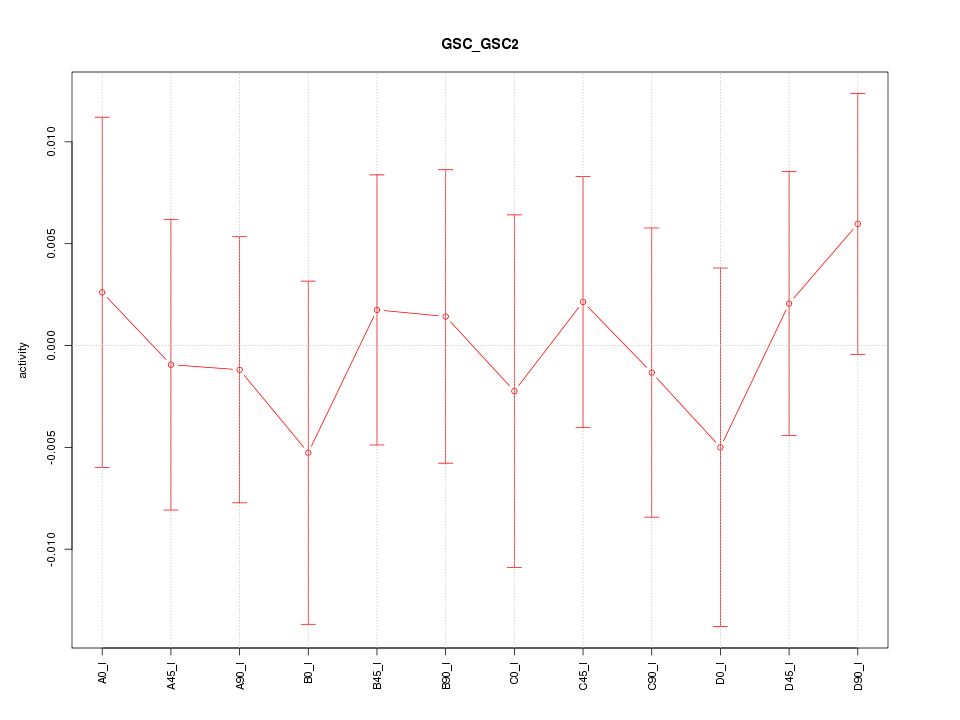 GSC_GSC2
activity
0.010
0.005
0.000
-0.005
-0.010
A0_I
A45_I
A90_I
B0_I
B45_I
B90_I
C0_I
C45_I
C90_I
D0_I
D45_I
D90_I